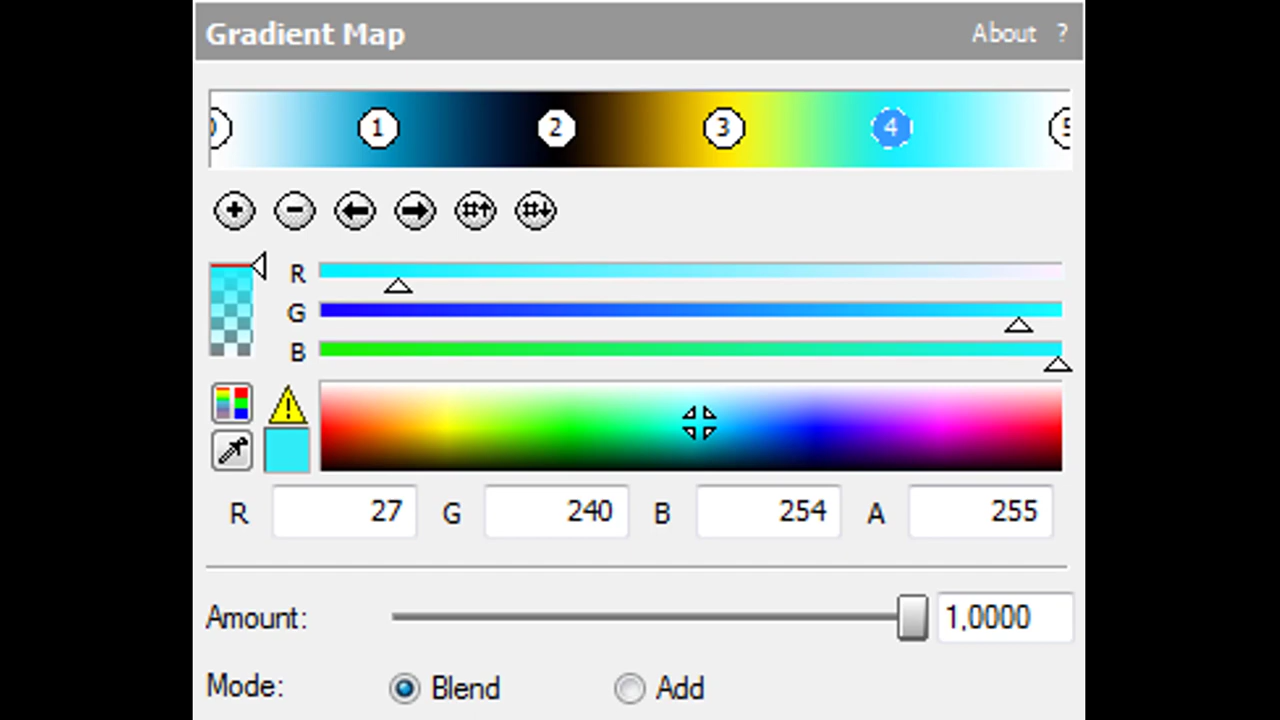 Gradient Map About ?
1 2 3 4
R
G
B
R 27 G 240 B 254 A 255
Amount: 1,0000
Mode: Blend Add